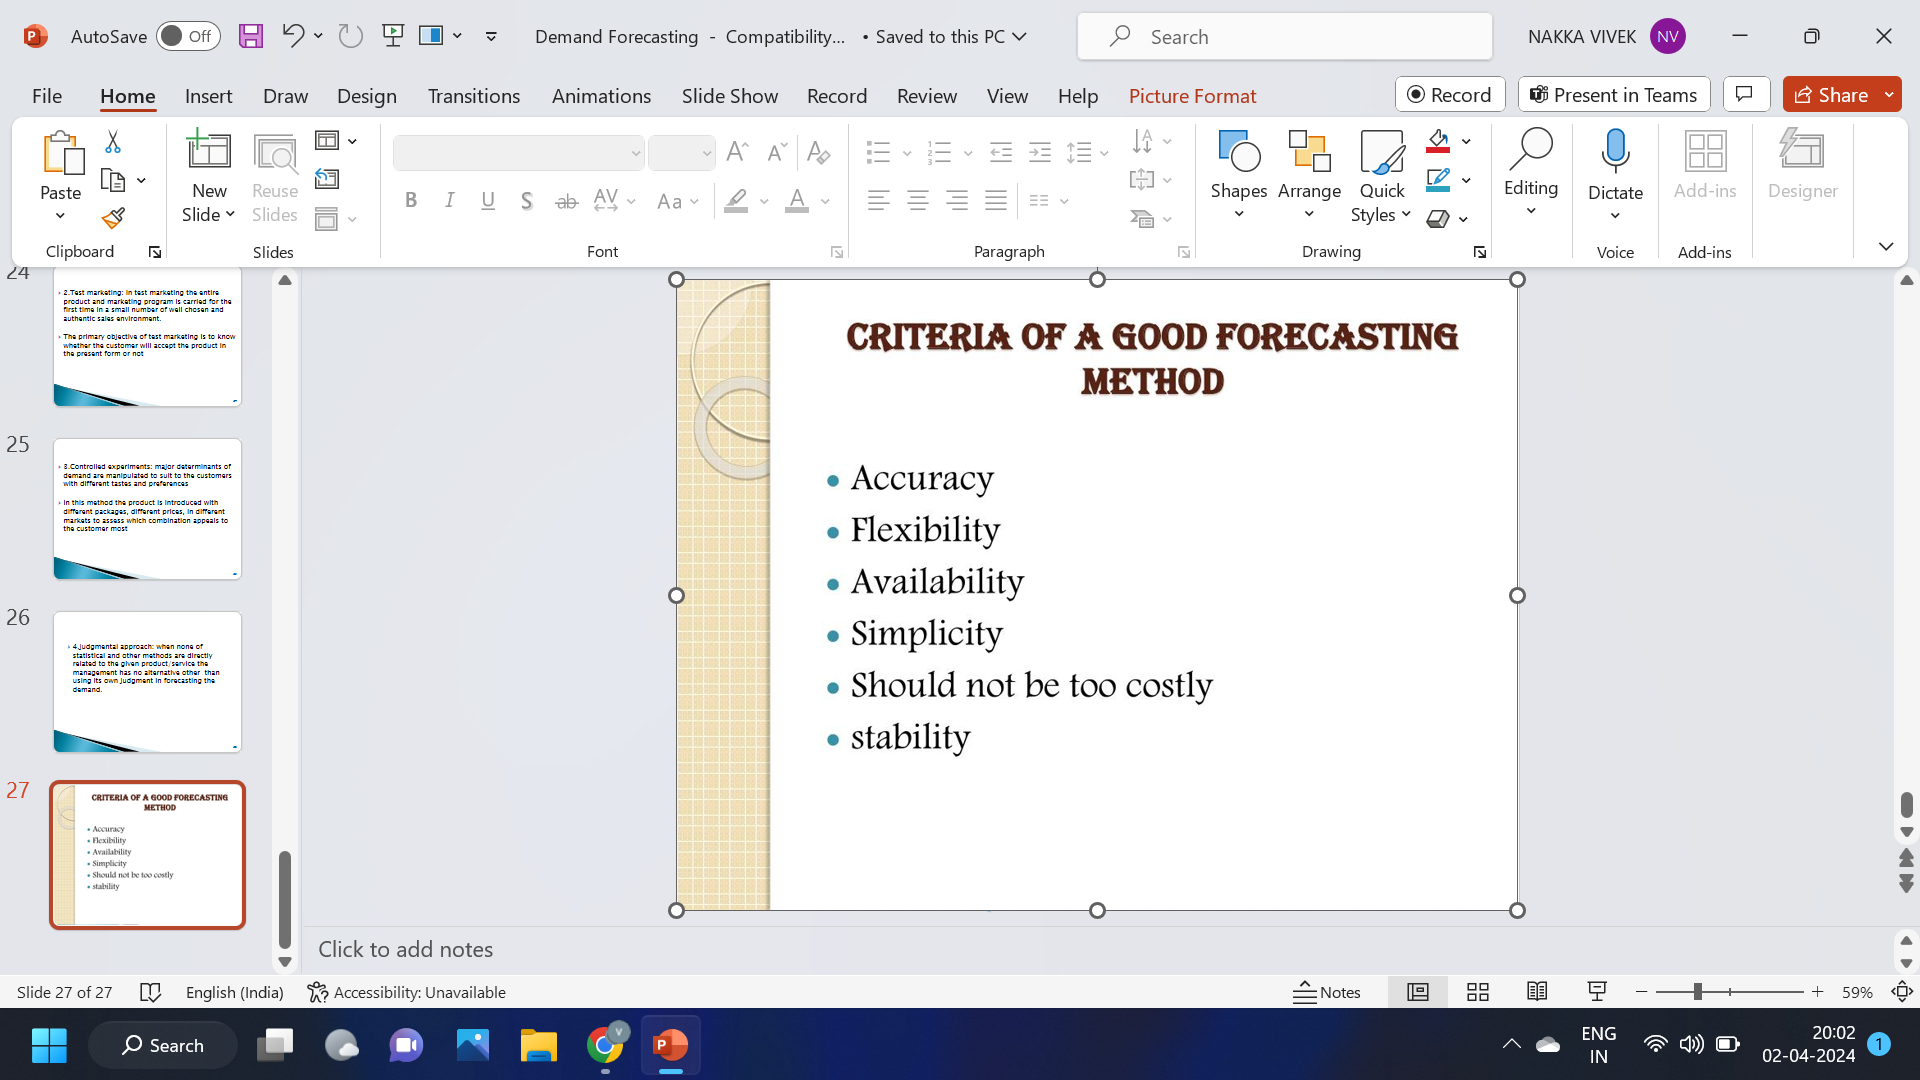 AutoSave Off Demand Forecasting - Compatibility... • Saved to this PC Search NAKKA VIVEK NV
File Home Insert Draw Design Transitions Animations Slide Show Record Review View Help Picture Format Record Present in Teams Share
Paste
New Slide
Reuse Slides
Shapes
Arrange
Quick Styles
Editing
Dictate
Add-ins
Designer
Clipboard Slides Font Paragraph Drawing Voice Add-ins
24
2.Test marketing: in test marketing the entire
product and marketing program is carried for the
first time in a small number of well chosen and
authentic sales environment.
The primary objective of test marketing is to know
whether the customer will accept the product in
the present form or not
25
3.Controlled experiments: major determinants of
demand are manipulated to suit to the customers
with different tastes and preferences
In this method the product is introduced with
different packages, different prices, in different
markets to assess which combination appeals to
the customer most
26
4.Judgmental approach: when none of
statistical and other methods are directly
related to the given product/service the
management has no alternative other than
using its own judgment in forecasting the
demand.
27
CRITERIA OF A GOOD FORECASTING
METHOD
• Accuracy
• Flexibility
• Availability
• Simplicity
• Should not be too costly
• stability
CRITERIA OF A GOOD FORECASTING
METHOD
• Accuracy
• Flexibility
• Availability
• Simplicity
• Should not be too costly
• stability
Click to add notes
Slide 27 of 27 English (India) Accessibility: Unavailable Notes 59%
Search
ENG
IN
20:02
02-04-2024
1